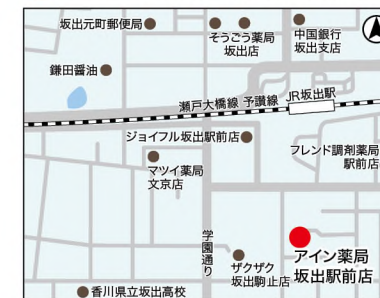 坂出元町郵便局
そごう薬局
坂出店
中国銀行
坂出支店
鎌田醤油
瀬戸大橋線 予讃線 JR坂出駅
ジョイフル坂出駅前店
フレンド調剤薬局
駅前店
マツイ薬局
文京店
学園通り
アイン薬局
坂出駅前店
ザグザグ
坂出駒止店
香川県立坂出高校